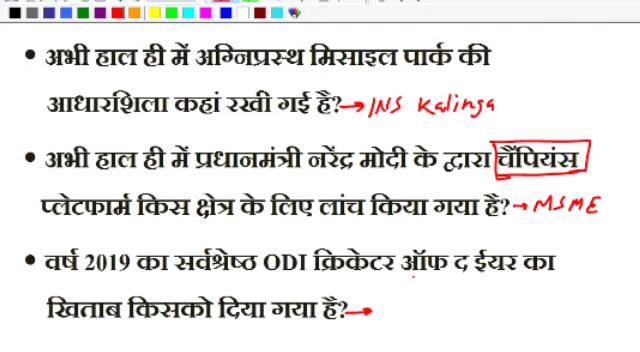 • अभी हाल ही में अग्निप्रस्थ मिसाइल पार्क की
आधारशिला कहां रखी गई है?→INS Kalinga
• अभी हाल ही में प्रधानमंत्री नरेंद्र मोदी के द्वारा चैंपियंस
प्लेटफार्म किस क्षेत्र के लिए लांच किया गया है?→MSME
• वर्ष 2019 का सर्वश्रेष्ठ ODI क्रिकेटर ऑफ द ईयर का
खिताब किसको दिया गया है?→